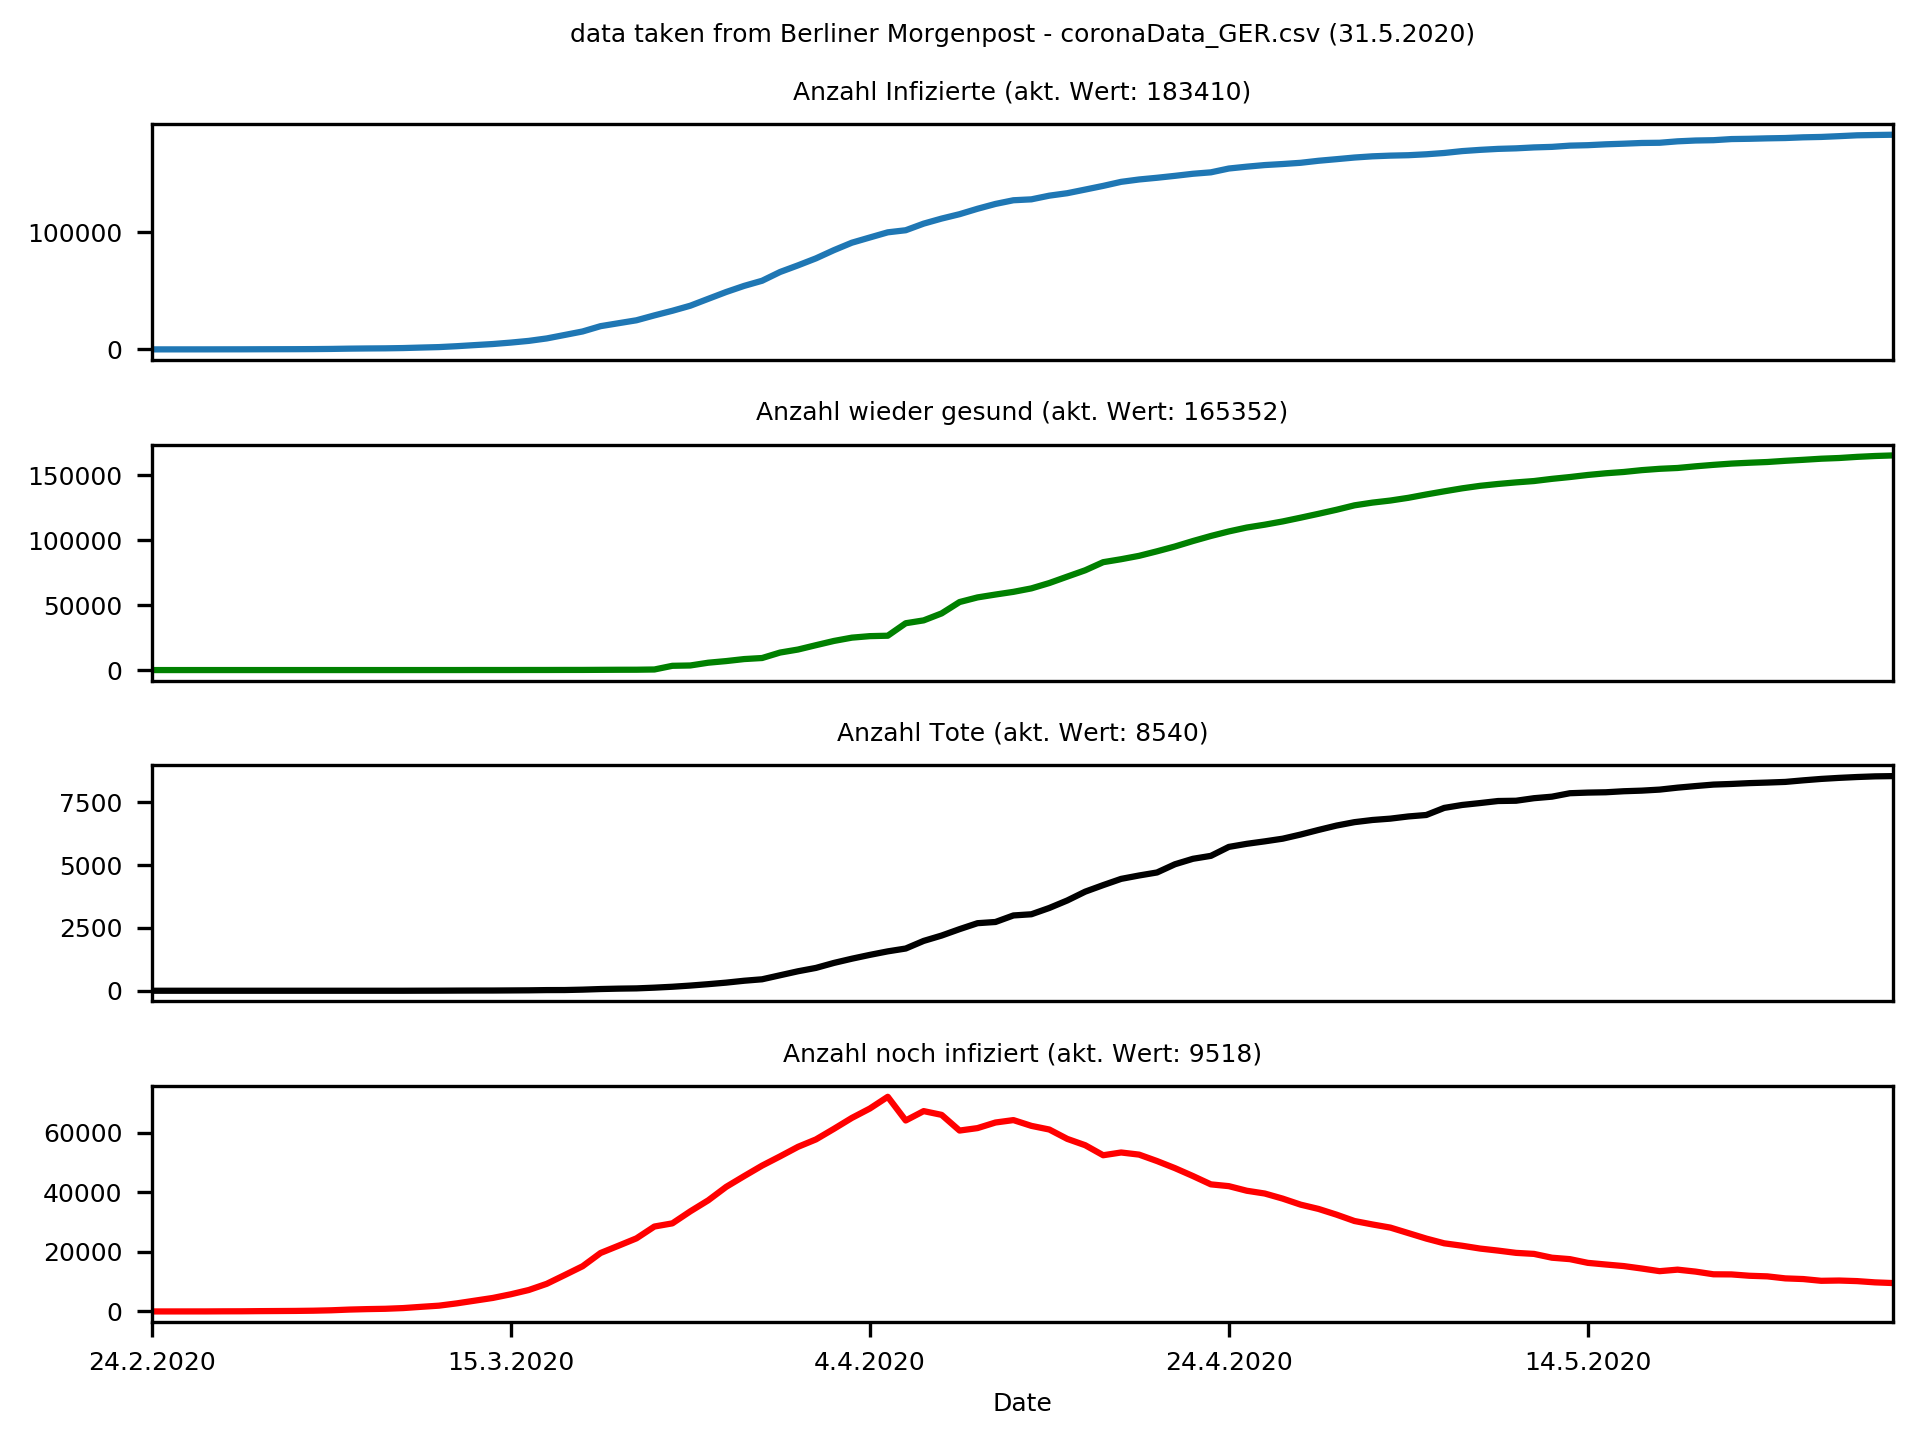 data taken from Berliner Morgenpost - coronaData_GER.csv (31.5.2020)
Anzahl Infizierte (akt. Wert: 183410)
100000
0
Anzahl wieder gesund (akt. Wert: 165352)
150000
100000
50000
0
Anzahl Tote (akt. Wert: 8540)
7500
5000
2500
0
Anzahl noch infiziert (akt. Wert: 9518)
60000
40000
20000
0
24.2.2020 15.3.2020 4.4.2020 24.4.2020 14.5.2020
Date